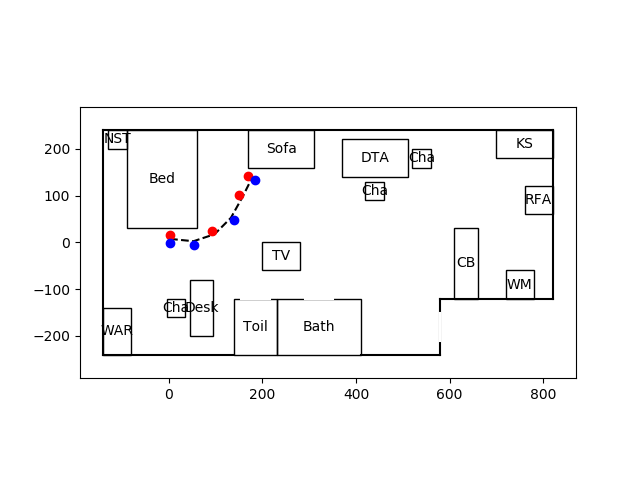 NST
Bed
Sofa
DTA
Cha
Cha
KS
RFA
TV
CB
WM
WAR
Cha
Desk
Toil
Bath
200
100
0
−100
−200
0
200
400
600
800